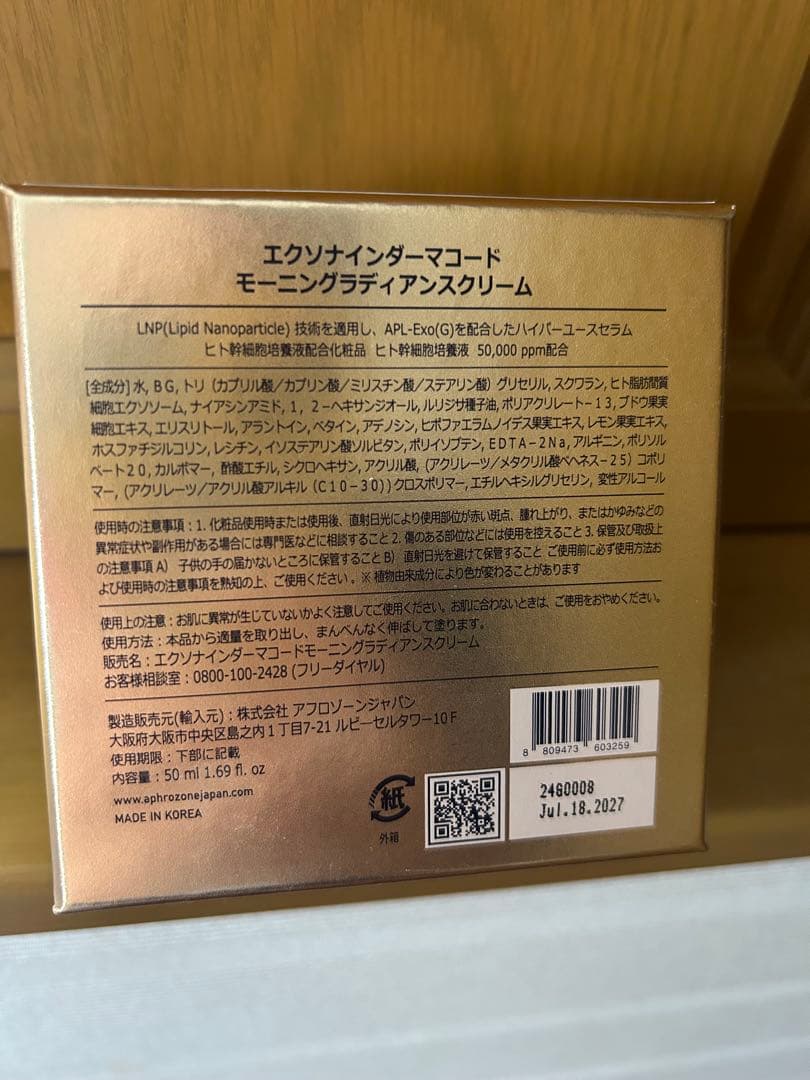 エクソナインダーマコード
モーニングラディアンスクリーム
LNP(Lipid Nanoparticle) 技術を適用し、APL-Exo(G)を配合したハイパーユースセラム
ヒト幹細胞培養液配合化粧品 ヒト幹細胞培養液 50,000 ppm配合
[全成分] 水, BG, トリ（カプリル酸／カプリン酸／ミリスチン酸／ステアリン酸）グリセリル, スクワラン, ヒト脂肪間質
細胞エクソソーム, ナイアシンアミド, 1, 2－ヘキサンジオール, ルリジサ種子油, ポリアクリレート－13, ブドウ果実
細胞エキス, エリスリトール, アラントイン, ベタイン, アデノシン, ヒポファエラムノイデス果実エキス, レモン果実エキス,
ホスファチジルコリン, レシチン, イソステアリン酸ソルビタン, ポリイソブテン, EDTA－2Na, アルギニン, ポリソル
ベート20, カルボマー, 酢酸エチル, シクロヘキサン, アクリル酸, (アクリレーツ／メタクリル酸ベヘネス－25) コポリ
マー, (アクリレーツ／アクリル酸アルキル（C10－30)) クロスポリマー, エチルヘキシルグリセリン, 変性アルコール
使用時の注意事項：1. 化粧品使用時または使用後、直射日光により使用部位が赤い斑点、腫れ上がり、またはかゆみなどの
異常症状や副作用がある場合には専門医などに相談すること 2. 傷のある部位などには使用を控えること 3. 保管及び取扱上
の注意事項 A）子供の手の届かないところに保管すること B）直射日光を避けて保管すること ご使用前に必ず使用方法お
よび使用時の注意事項を熟知の上、ご使用ください。※ 植物由来成分により色が変わることがあります
使用上の注意：お肌に異常が生じていないかよく注意してご使用ください。お肌に合わないときは、ご使用をおやめください。
使用方法：本品から適量を取り出し、まんべんなく伸ばして塗ります。
販売名：エクソナインダーマコードモーニングラディアンスクリーム
お客様相談室：0800-100-2428 (フリーダイヤル)
製造販売元(輸入元)：株式会社 アフロゾーンジャパン
大阪府大阪市中央区島之内1丁目7-21 ルビーセルタワー10F
使用期限：下部に記載
内容量：50 ml 1.69 fl. oz
www.aphrozonejapan.com
MADE IN KOREA
紙
外箱
8 809473 603259
24G0008
Jul.18.2027